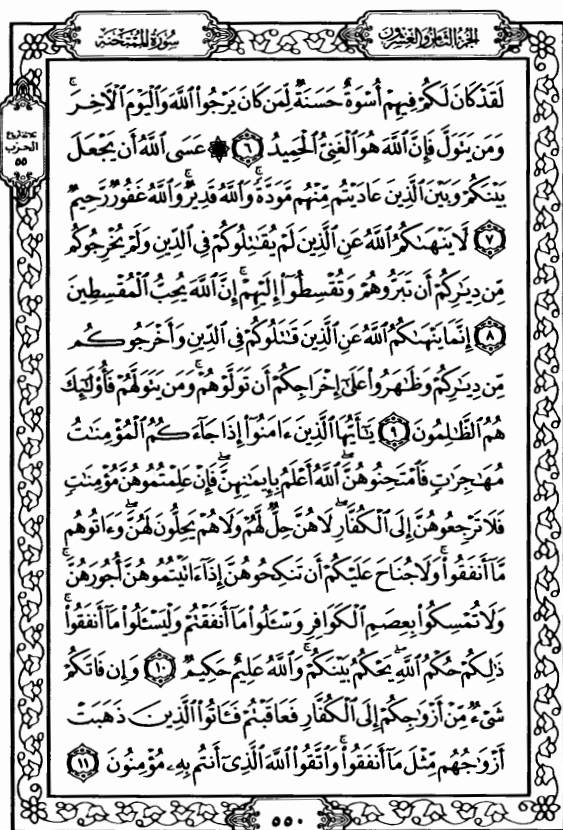 الجزء الثامن والعشرون
سورة الممتحنة
لَقَدْ كَانَ لَكُمْ فِيهِمْ أُسْوَةٌ حَسَنَةٌ لِّمَن كَانَ يَرْجُوا۟ ٱللَّهَ وَٱلْيَوْمَ ٱلْـَٔاخِرَ ۚ
وَمَن يَتَوَلَّ فَإِنَّ ٱللَّهَ هُوَ ٱلْغَنِىُّ ٱلْحَمِيدُ ٦ ۞ عَسَى ٱللَّهُ أَن يَجْعَلَ
الحزب
٥٥
بَيْنَكُمْ وَبَيْنَ ٱلَّذِينَ عَادَيْتُم مِّنْهُم مَّوَدَّةً ۚ وَٱللَّهُ قَدِيرٌ ۚ وَٱللَّهُ غَفُورٌ رَّحِيمٌ
٧ لَّا يَنْهَىٰكُمُ ٱللَّهُ عَنِ ٱلَّذِينَ لَمْ يُقَٰتِلُوكُمْ فِى ٱلدِّينِ وَلَمْ يُخْرِجُوكُم
مِّن دِيَٰرِكُمْ أَن تَبَرُّوهُمْ وَتُقْسِطُوٓا۟ إِلَيْهِمْ ۚ إِنَّ ٱللَّهَ يُحِبُّ ٱلْمُقْسِطِينَ
٨ إِنَّمَا يَنْهَىٰكُمُ ٱللَّهُ عَنِ ٱلَّذِينَ قَٰتَلُوكُمْ فِى ٱلدِّينِ وَأَخْرَجُوكُم
مِّن دِيَٰرِكُمْ وَظَٰهَرُوا۟ عَلَىٰٓ إِخْرَاجِكُمْ أَن تَوَلَّوْهُمْ ۚ وَمَن يَتَوَلَّهُمْ فَأُو۟لَٰٓئِكَ
هُمُ ٱلظَّٰلِمُونَ ٩ يَٰٓأَيُّهَا ٱلَّذِينَ ءَامَنُوٓا۟ إِذَا جَآءَكُمُ ٱلْمُؤْمِنَٰتُ
مُهَٰجِرَٰتٍ فَٱمْتَحِنُوهُنَّ ۖ ٱللَّهُ أَعْلَمُ بِإِيمَٰنِهِنَّ ۖ فَإِنْ عَلِمْتُمُوهُنَّ مُؤْمِنَٰتٍ
فَلَا تَرْجِعُوهُنَّ إِلَى ٱلْكُفَّارِ ۖ لَا هُنَّ حِلٌّ لَّهُمْ وَلَا هُمْ يَحِلُّونَ لَهُنَّ ۖ وَءَاتُوهُم
مَّآ أَنفَقُوا۟ ۚ وَلَا جُنَاحَ عَلَيْكُمْ أَن تَنكِحُوهُنَّ إِذَآ ءَاتَيْتُمُوهُنَّ أُجُورَهُنَّ ۚ
وَلَا تُمْسِكُوا۟ بِعِصَمِ ٱلْكَوَافِرِ وَسْـَٔلُوا۟ مَآ أَنفَقْتُمْ وَلْيَسْـَٔلُوا۟ مَآ أَنفَقُوا۟ ۚ
ذَٰلِكُمْ حُكْمُ ٱللَّهِ ۖ يَحْكُمُ بَيْنَكُمْ ۚ وَٱللَّهُ عَلِيمٌ حَكِيمٌ ١٠ وَإِن فَاتَكُمْ
شَىْءٌ مِّنْ أَزْوَٰجِكُمْ إِلَى ٱلْكُفَّارِ فَعَاقَبْتُمْ فَـَٔاتُوا۟ ٱلَّذِينَ ذَهَبَتْ
أَزْوَٰجُهُم مِّثْلَ مَآ أَنفَقُوا۟ ۚ وَٱتَّقُوا۟ ٱللَّهَ ٱلَّذِىٓ أَنتُم بِهِۦ مُؤْمِنُونَ ١١
٥٥٠